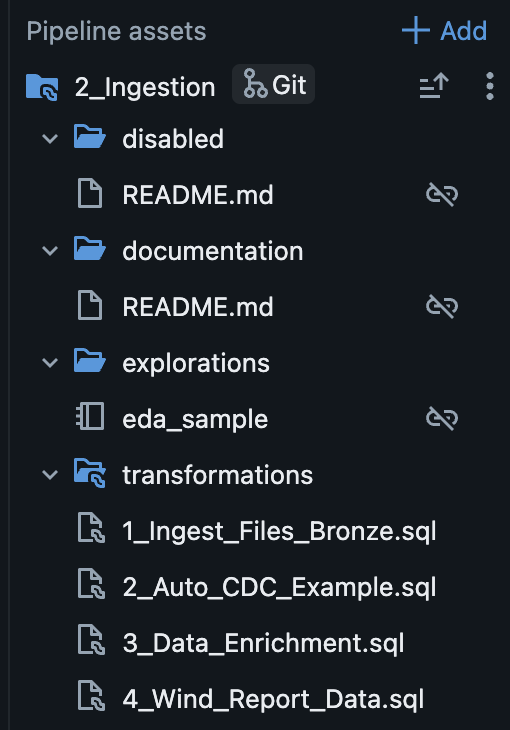 Pipeline assets
Add
2_Ingestion
Git
disabled
README.md
documentation
README.md
explorations
eda_sample
transformations
1_Ingest_Files_Bronze.sql
2_Auto_CDC_Example.sql
3_Data_Enrichment.sql
4_Wind_Report_Data.sql